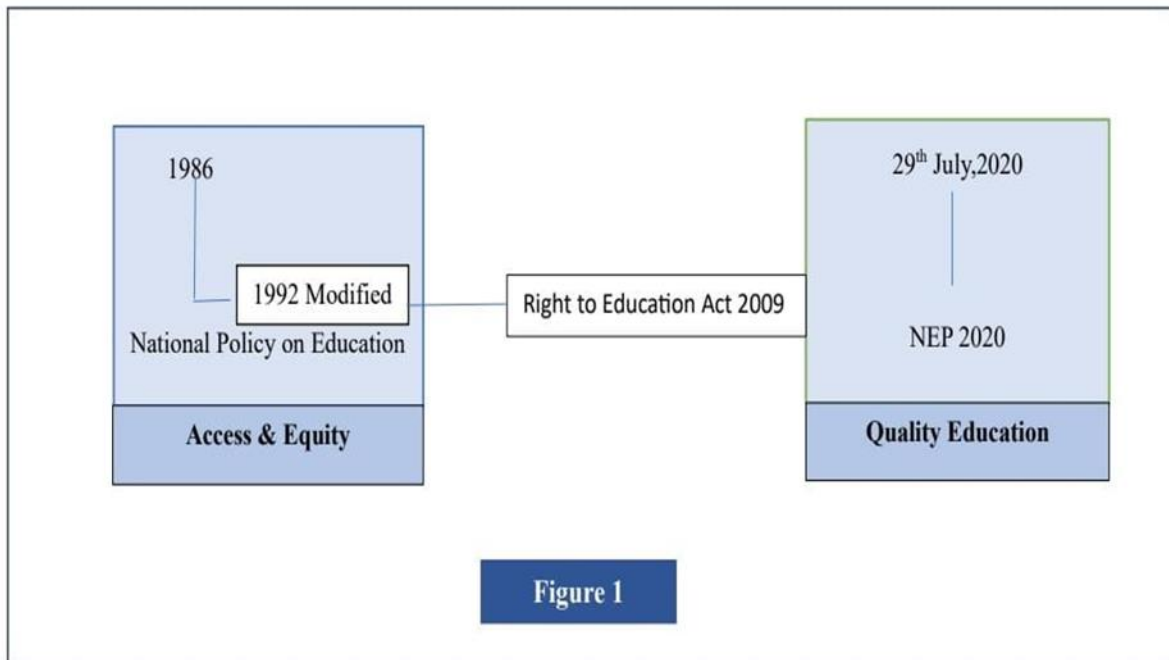 1986
1992 Modified
National Policy on Education
Access & Equity
Right to Education Act 2009
29th July,2020
NEP 2020
Quality Education
Figure 1